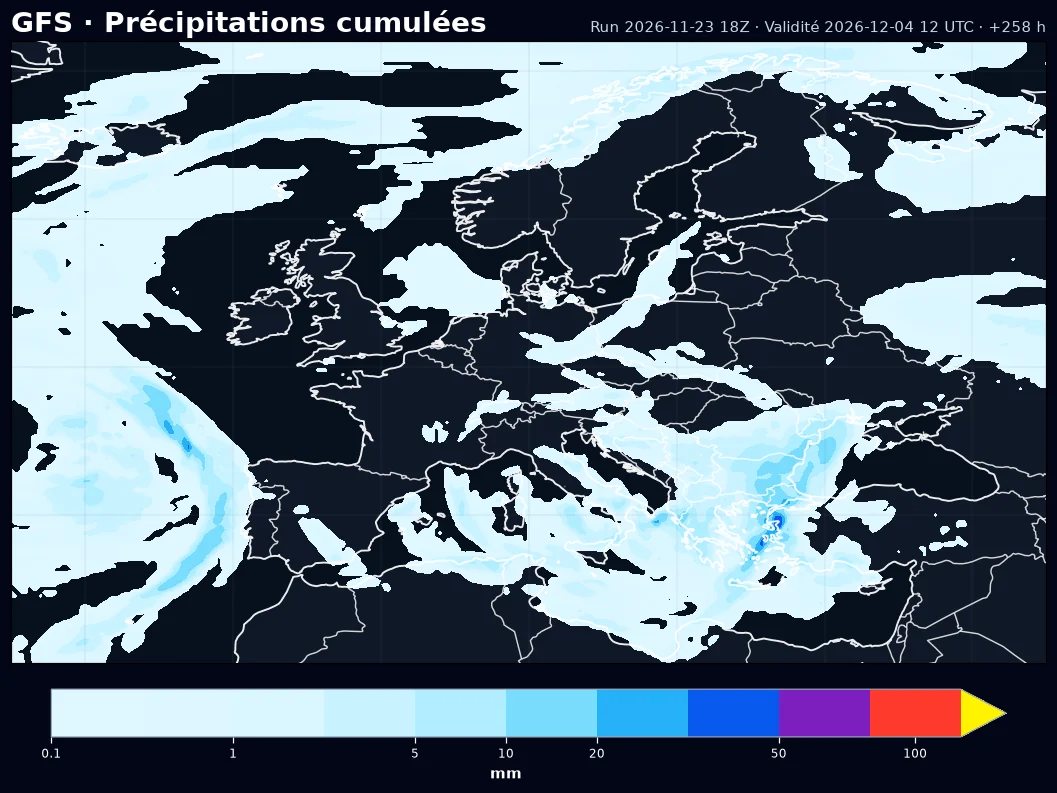 GFS · Précipitations cumulées
Run 2026-11-23 18Z · Validité 2026-12-04 12 UTC · +258 h
0.1 1 5 10 20 50 100
mm